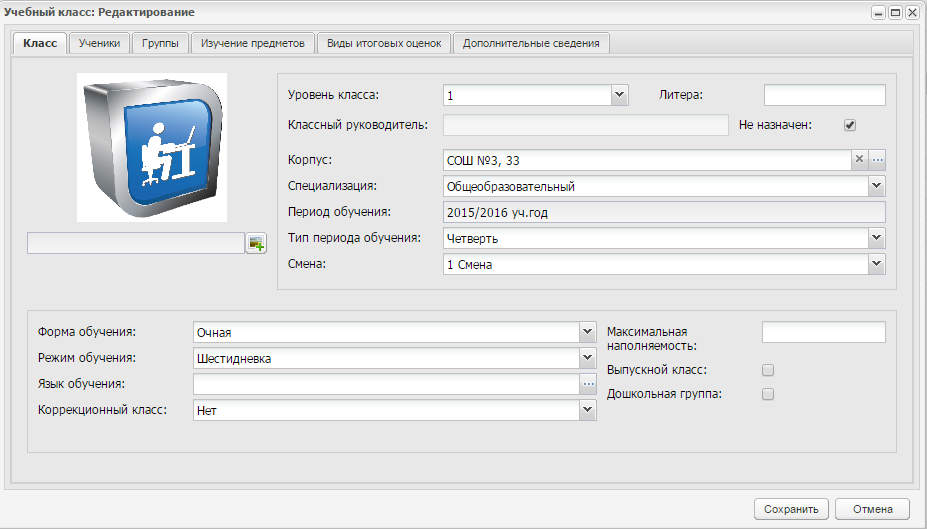 Учебный класс: Редактирование
Класс Ученики Группы Изучение предметов Виды итоговых оценок Дополнительные сведения
Уровень класса: 1 Литера:
Классный руководитель: Не назначен:
Корпус: СОШ №3, 33
Специализация: Общеобразовательный
Период обучения: 2015/2016 уч.год
Тип периода обучения: Четверть
Смена: 1 Смена
Форма обучения: Очная
Режим обучения: Шестидневка
Язык обучения:
Коррекционный класс: Нет
Максимальная
наполняемость:
Выпускной класс:
Дошкольная группа:
Сохранить Отмена